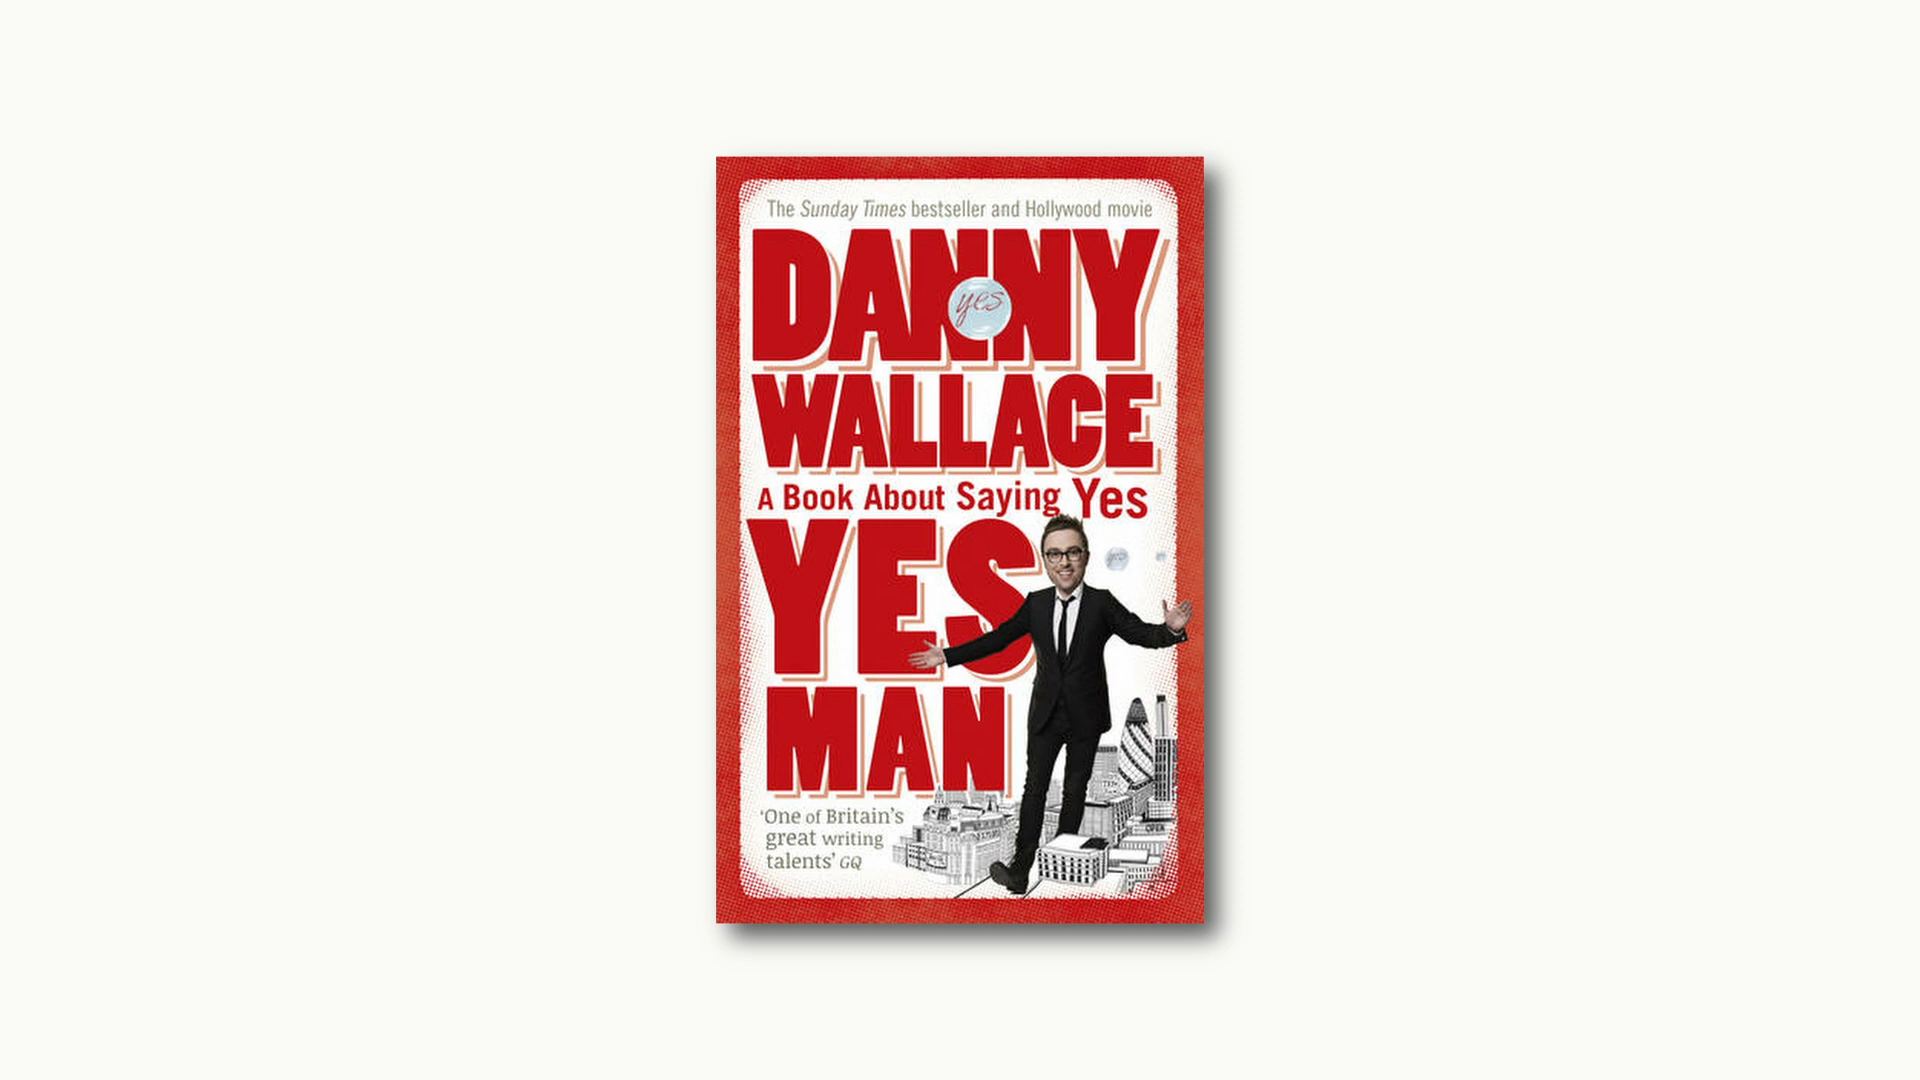 The Sunday Times bestseller and Hollywood movie
DANNY
yes
WALLACE
A Book About Saying Yes
YES
MAN
‘One of Britain’s
great writing
talents’ GQ
OPEN